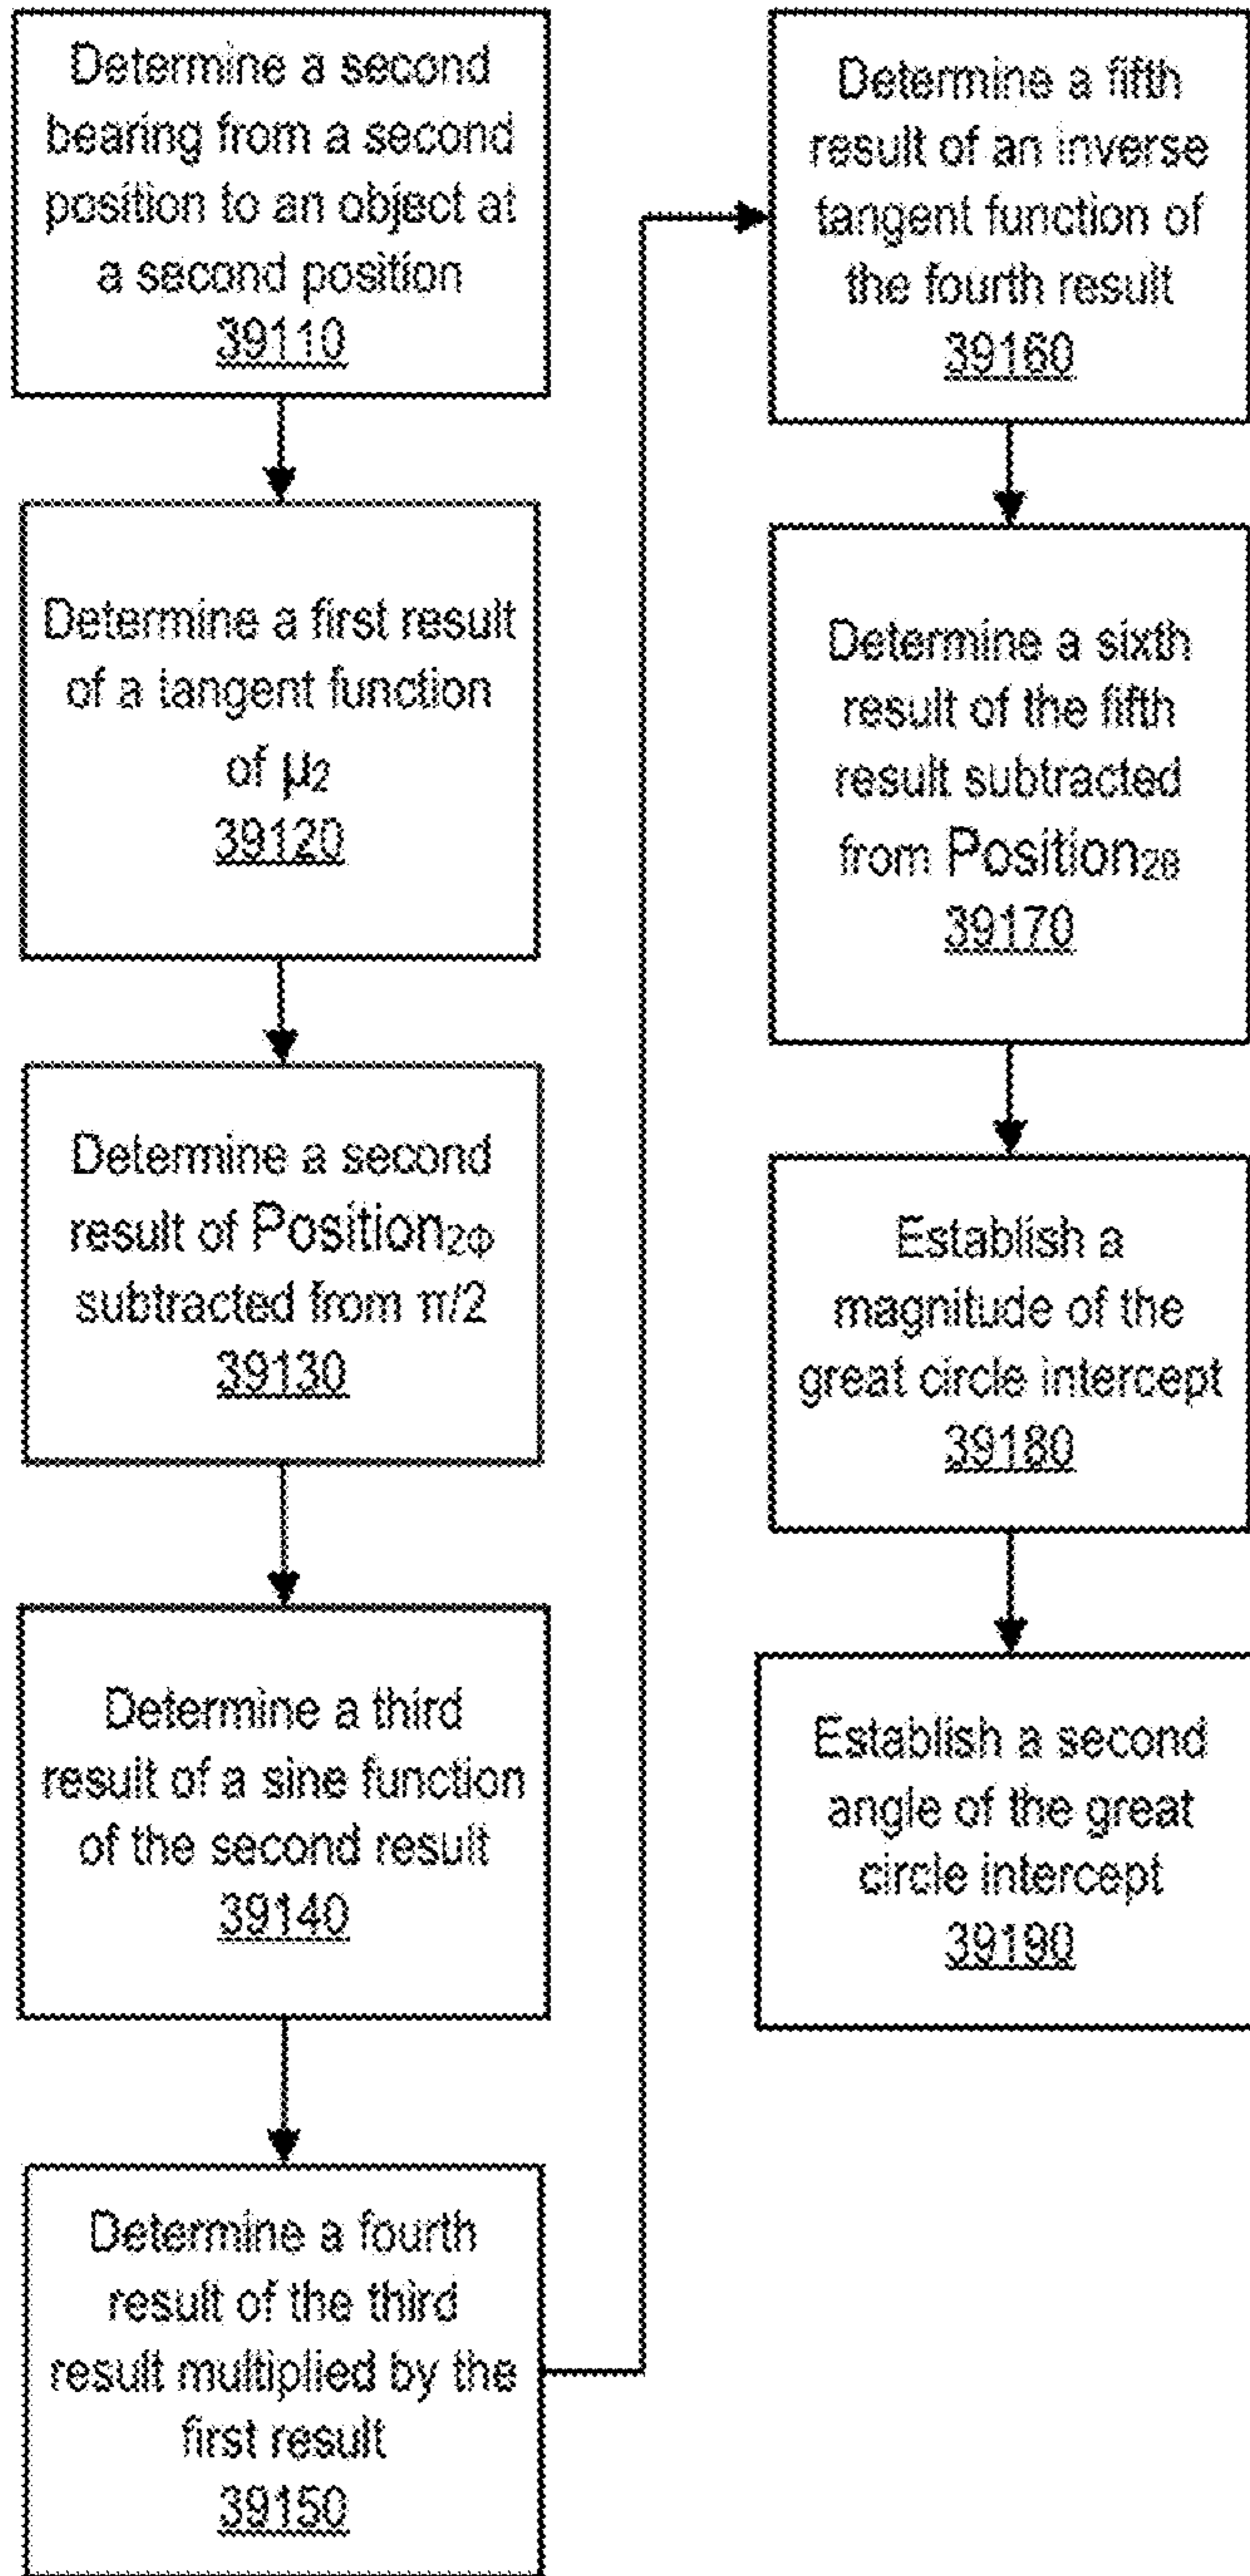 Determine a second
bearing from a second
position to an object at
a second position
39110
Determine a first result
of a tangent function
of μ₂
39120
Determine a second
result of Position₂Φ
subtracted from π/2
39130
Determine a third
result of a sine function
of the second result
39140
Determine a fourth
result of the third
result multiplied by the
first result
39150
Determine a fifth
result of an inverse
tangent function of
the fourth result
39160
Determine a sixth
result of the fifth
result subtracted
from Position₂θ
39170
Establish a
magnitude of the
great circle intercept
39180
Establish a second
angle of the great
circle intercept
39190